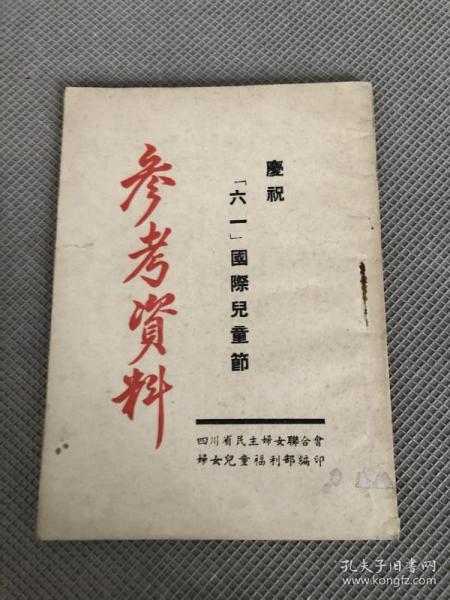 慶祝
「六一」國際兒童節
參考資料
四川省民主婦女聯合會
婦女兒童福利部編印
孔夫子旧书网
www.kongfz.com